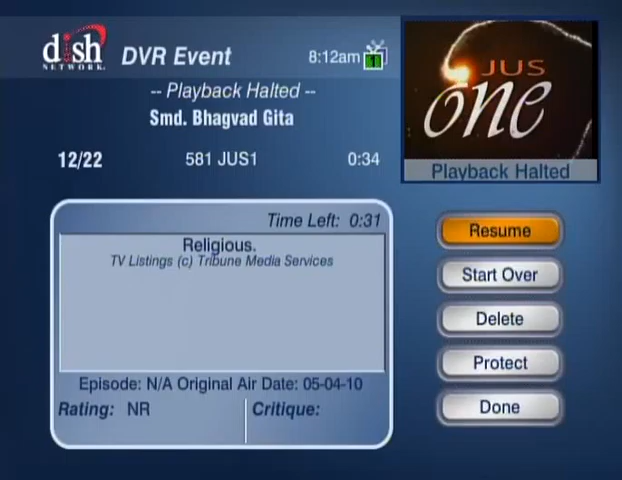 dish
NETWORK.
DVR Event
8:12am
1
-- Playback Halted --
Smd. Bhagvad Gita
12/22 581 JUS1 0:34
JUS
one
Playback Halted
Time Left: 0:31
Religious.
TV Listings (c) Tribune Media Services
Episode: N/A Original Air Date: 05-04-10
Rating: NR Critique:
Resume
Start Over
Delete
Protect
Done